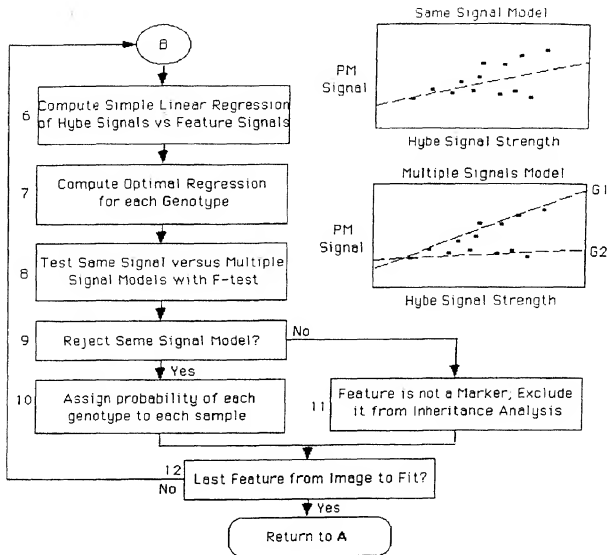 B
6
Compute Simple Linear Regression
of Hybe Signals vs Feature Signals
7
Compute Optimal Regression
for each Genotype
8
Test Same Signal versus Multiple
Signal Models with F-test
9
Reject Same Signal Model?
No
Yes
10
Assign probability of each
genotype to each sample
11
Feature is not a Marker; Exclude
it from Inheritance Analysis
12
Last Feature from Image to Fit?
No
Yes
Return to A
Same Signal Model
PM
Signal
Hybe Signal Strength
Multiple Signals Model
G1
PM
Signal
G2
Hybe Signal Strength